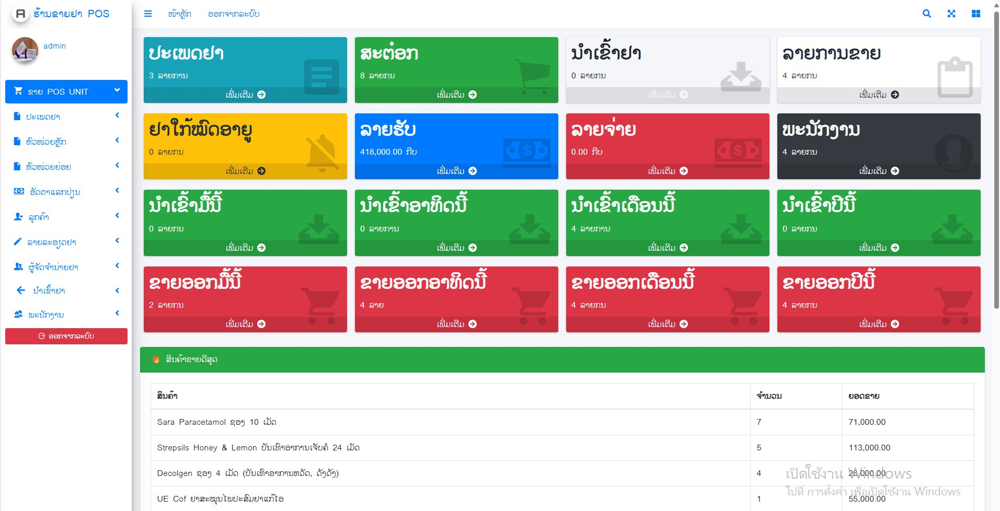 ຮ້ານຂາຍຢາ POS
ໜ້າຫຼັກ ອອກຈາກລະບົບ
admin
ຂາຍ POS UNIT
ປະເພດຢາ
ຫົວໜ່ວຍຫຼັກ
ຫົວໜ່ວຍຍ່ອຍ
ອັດຕາແລກປ່ຽນ
ລູກຄ້າ
ລາຍລະອຽດຢາ
ຜູ້ຈັດຈຳນ່າຍຢາ
ນຳເຂົ້າຢາ
ພະນັກງານ
ອອກຈາກລະບົບ
ປະເພດຢາ
3 ລາຍການ
ເພີ່ມເຕີມ
ສະຕ໋ອກ
8 ລາຍກນ
ເພີ່ມເຕີມ
ນຳເຂົ້າຢາ
0 ລາຍກນ
ເພີ່ມເຕີມ
ລາຍການຂາຍ
4 ລາຍກນ
ເພີ່ມເຕີມ
ຢາໃກ້ໝົດອາຍູ
0 ລາຍກນ
ເພີ່ມເຕີມ
ລາຍຮັບ
418,000.00 ກີບ
ເພີ່ມເຕີມ
ລາຍຈ່າຍ
0.00 ກີບ
ເພີ່ມເຕີມ
ພະນັກງານ
4 ລາຍກນ
ເພີ່ມເຕີມ
ນຳເຂົ້າມື້ນີ້
0 ລາຍກນ
ເພີ່ມເຕີມ
ນຳເຂົ້າອາທິດນີ້
0 ລາຍການ
ເພີ່ມເຕີມ
ນຳເຂົ້າເດືອນນີ້
4 ລາຍການ
ເພີ່ມເຕີມ
ນຳເຂົ້າປີນີ້
0 ລາຍກນ
ເພີ່ມເຕີມ
ຂາຍອອກມື້ນີ້
2 ລາຍກນ
ເພີ່ມເຕີມ
ຂາຍອອກອາທິດນີ້
4 ລາຍ
ເພີ່ມເຕີມ
ຂາຍອອກເດືອນນີ້
4 ລາຍກນ
ເພີ່ມເຕີມ
ຂາຍອອກປີນີ້
4 ລາຍກນ
ເພີ່ມເຕີມ
ສິນຄ້າຂາຍດີສຸດ
ສິນຄ້າ ຈຳນວນ ຍອດຂາຍ
Sara Paracetamol ຊອງ 10 ເມັດ 7 71,000.00
Strepsils Honey & Lemon ບັນເທົາອາການເຈັບຄໍ 24 ເມັດ 5 113,000.00
Decolgen ຊອງ 4 ເມັດ (ບັນເທົາອາການຫວັດ, ດັງດັງ) 4 26,000.00
UE Cof ຢາສະໝຸນໄພປະສົມຢາແກ້ໄອ 1 55,000.00
เปิดใช้งาน Windows
ไปที่ การตั้งค่า เพื่อเปิดใช้งาน Windows